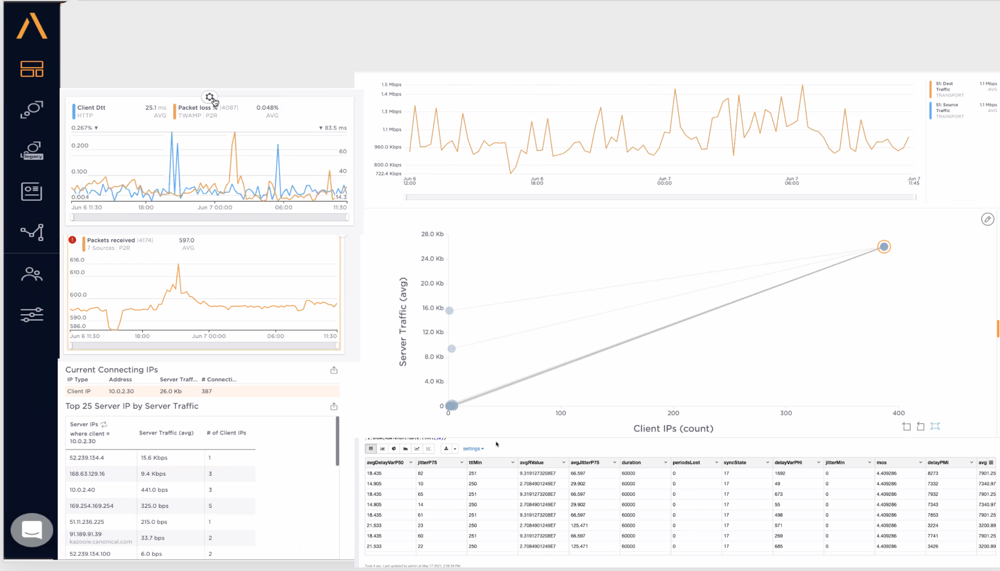 legacy
Client Dtt 25.1 ms Packet loss % |4087| 0.048%
HTTP AVG TWAMP | P2R AVG
0.267% ▾ ▾ 83.5 ms
0.200
60
0.100
40
0.004
14.3
Jun 6 11:30 18:00 Jun 7 00:00 06:00 11:30
! Packets received |4174| 597.0
7 Sources | P2R AVG
616.0
610.0
600.0
590.0
586.0
Jun 6 11:30 18:00 Jun 7 00:00 06:00 11:30
Current Connecting IPs
IP Type Address Server Traff... # Connecti...
Client IP 10.0.2.30 26.0 Kb 387
Top 25 Server IP by Server Traffic
Server IPs
where client =
10.0.2.30
Server Traffic (avg) # of Client IPs
52.239.134.4 15.6 Kbps 1
168.63.129.16 9.4 Kbps 3
10.0.2.40 441.0 bps 3
169.254.169.254 325.0 bps 5
51.11.236.225 215.0 bps 1
91.189.91.39
kazooie.canonical.com
33.7 bps 2
52.239.134.100 6.0 bps 2
1.5 Mbps
1.4 Mbps
1.3 Mbps
1.1 Mbps
960.0 Kbps
800.0 Kbps
722.4 Kbps
Jun 6 Jun 6 Jun 7 Jun 7 Jun 7
12:00 18:00 00:00 06:00 11:45
S1: Dest 1.1 Mbps
Traffic AVG
TRANSPORT
S1: Source 1.1 Mbps
Traffic AVG
TRANSPORT
28.0 Kb
24.0 Kb
20.0 Kb
16.0 Kb
12.0 Kb
8.0 Kb
4.0 Kb
0
Server Traffic (avg)
0 100 200 300 400
Client IPs (count)
settings
avgDelayVarP50 jitterP75 ttlMin avgRValue avgJitterP75 duration periodsLost syncState delayVarPHi jitterMin mos delayPMi avg
18.435 82 251 9.3191273208E7 66.597 60000 0 17 1692 0 4.409286 8273 7901.25
14.905 10 250 2.7084901249E7 29.902 60000 0 17 49 0 4.409286 7332 7340.97
18.435 65 251 9.3191273208E7 66.597 60000 0 17 673 0 4.409286 7932 7901.25
14.905 14 250 2.7084901249E7 29.902 60000 0 17 55 0 4.409286 7343 7340.97
18.435 61 251 9.3191273208E7 66.597 60000 0 17 498 0 4.409286 7853 7901.25
21.533 23 250 2.7084901249E7 125.471 60000 0 17 571 0 4.409286 3224 3200.89
18.435 60 251 9.3191273208E7 66.597 60000 0 17 269 0 4.409286 7741 7901.25
21.533 22 250 2.7084901249E7 125.471 60000 0 17 685 0 4.409286 3426 3200.89
Took 4 sec. Last updated by admin at May 17 2021, 2:08:38 PM.